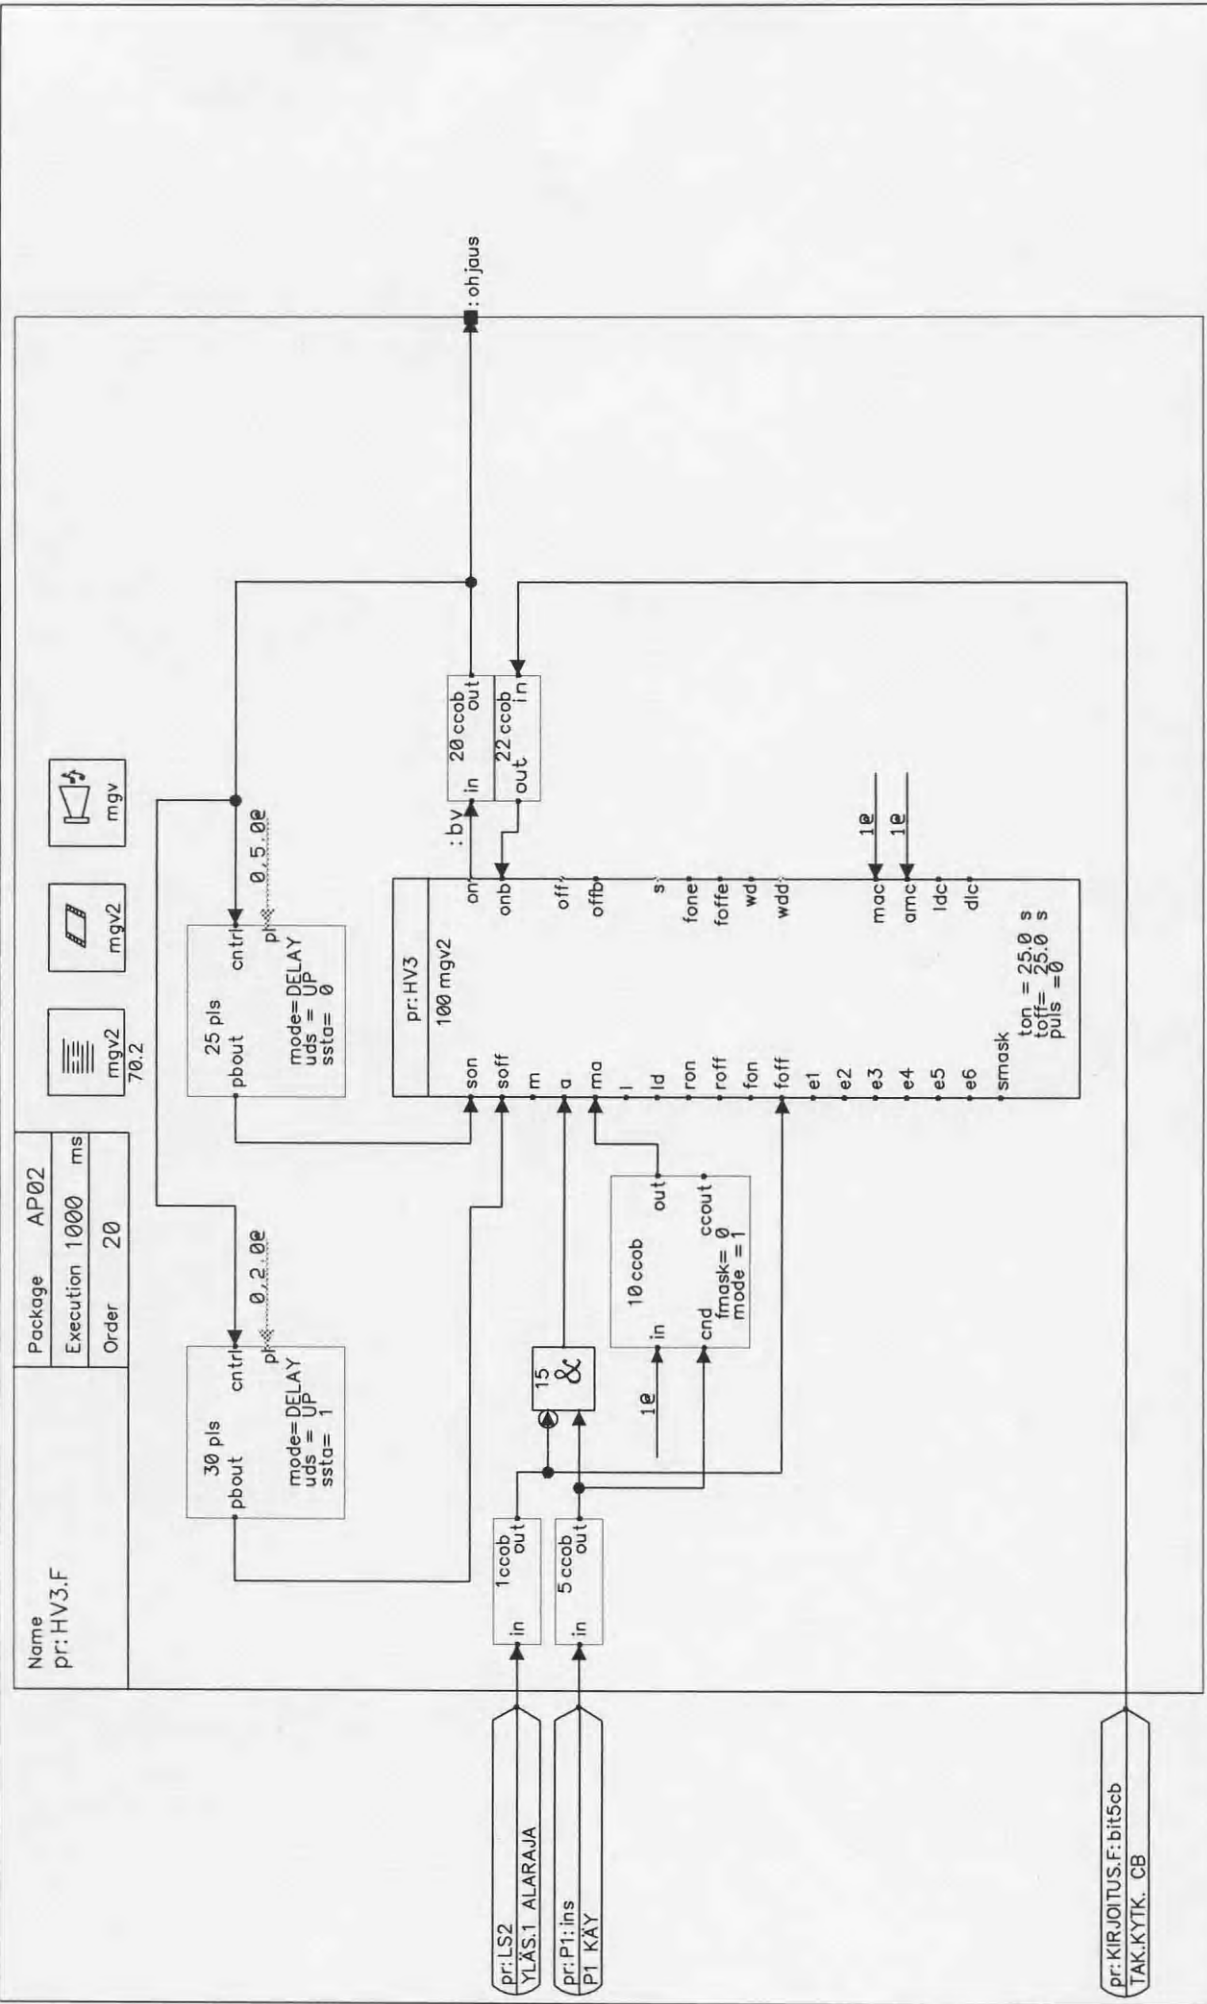 Name
pr:HV3.F
Package AP02
Execution 1000 ms
Order 20
mgv2
70.2
mgv2
mgv
30 pls
pbout
cntrl
pl
mode=DELAY
uds = UP
ssta= 1
0,2.0@
25 pls
pbout
cntrl
pl
mode=DELAY
uds = UP
ssta= 0
0,5.0@
pr:LS2
YLÄS.1 ALARAJA
pr:P1:ins
P1 KÄY
pr:KIRJOITUS.F:bit5cb
TAK.KYTK. CB
1ccob
in
out
5 ccob
in
out
15
&
10 ccob
in
out
cnd
ccout
fmask= 0
mode =1
1@
pr:HV3
100 mgv2
son
soff
m
a
ma
l
ld
ron
roff
fon
foff
e1
e2
e3
e4
e5
e6
smask
on
onb
off
offb
s
fone
foffe
wd
wdd
mac
amc
ldc
dlc
ton = 25.0 s
toff= 25.0 s
puls =0
1@
1@
:bv
20 ccob
in
out
22 ccob
out
in
:ohjaus